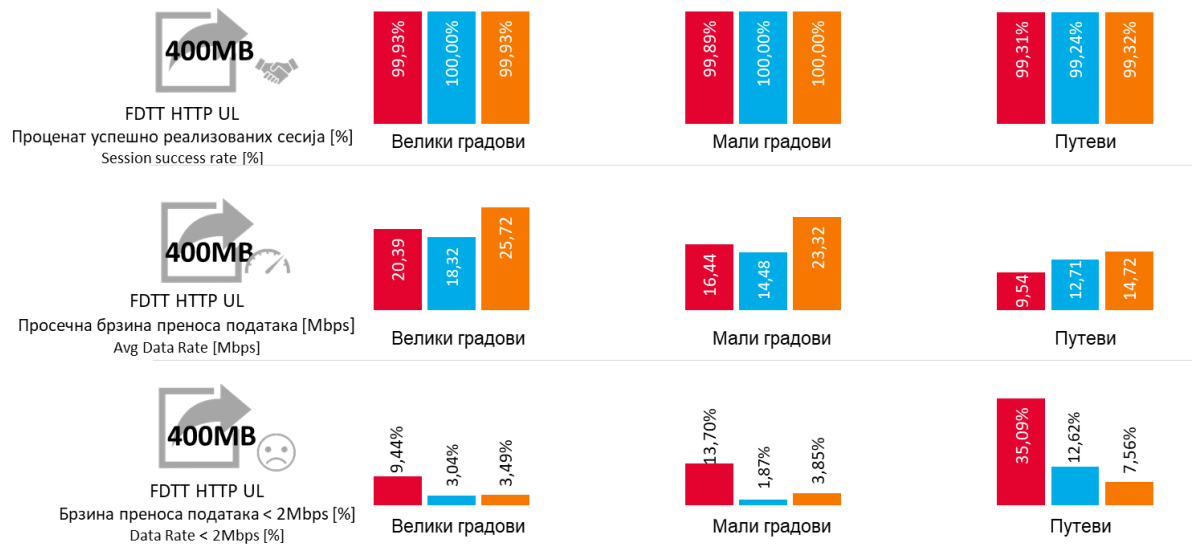 400MB
FDTT HTTP UL
Проценат успешно реализованих сесија [%]
Session success rate [%]
99,93%
100,00%
99,93%
Велики градови
99,89%
100,00%
100,00%
Мали градови
99,31%
99,24%
99,32%
Путеви
400MB
FDTT HTTP UL
Просечна брзина преноса података [Mbps]
Avg Data Rate [Mbps]
20,39
18,32
25,72
Велики градови
16,44
14,48
23,32
Мали градови
9,54
12,71
14,72
Путеви
400MB
FDTT HTTP UL
Брзина преноса података < 2Mbps [%]
Data Rate < 2Mbps [%]
9,44%
3,04%
3,49%
Велики градови
13,70%
1,87%
3,85%
Мали градови
35,09%
12,62%
7,56%
Путеви